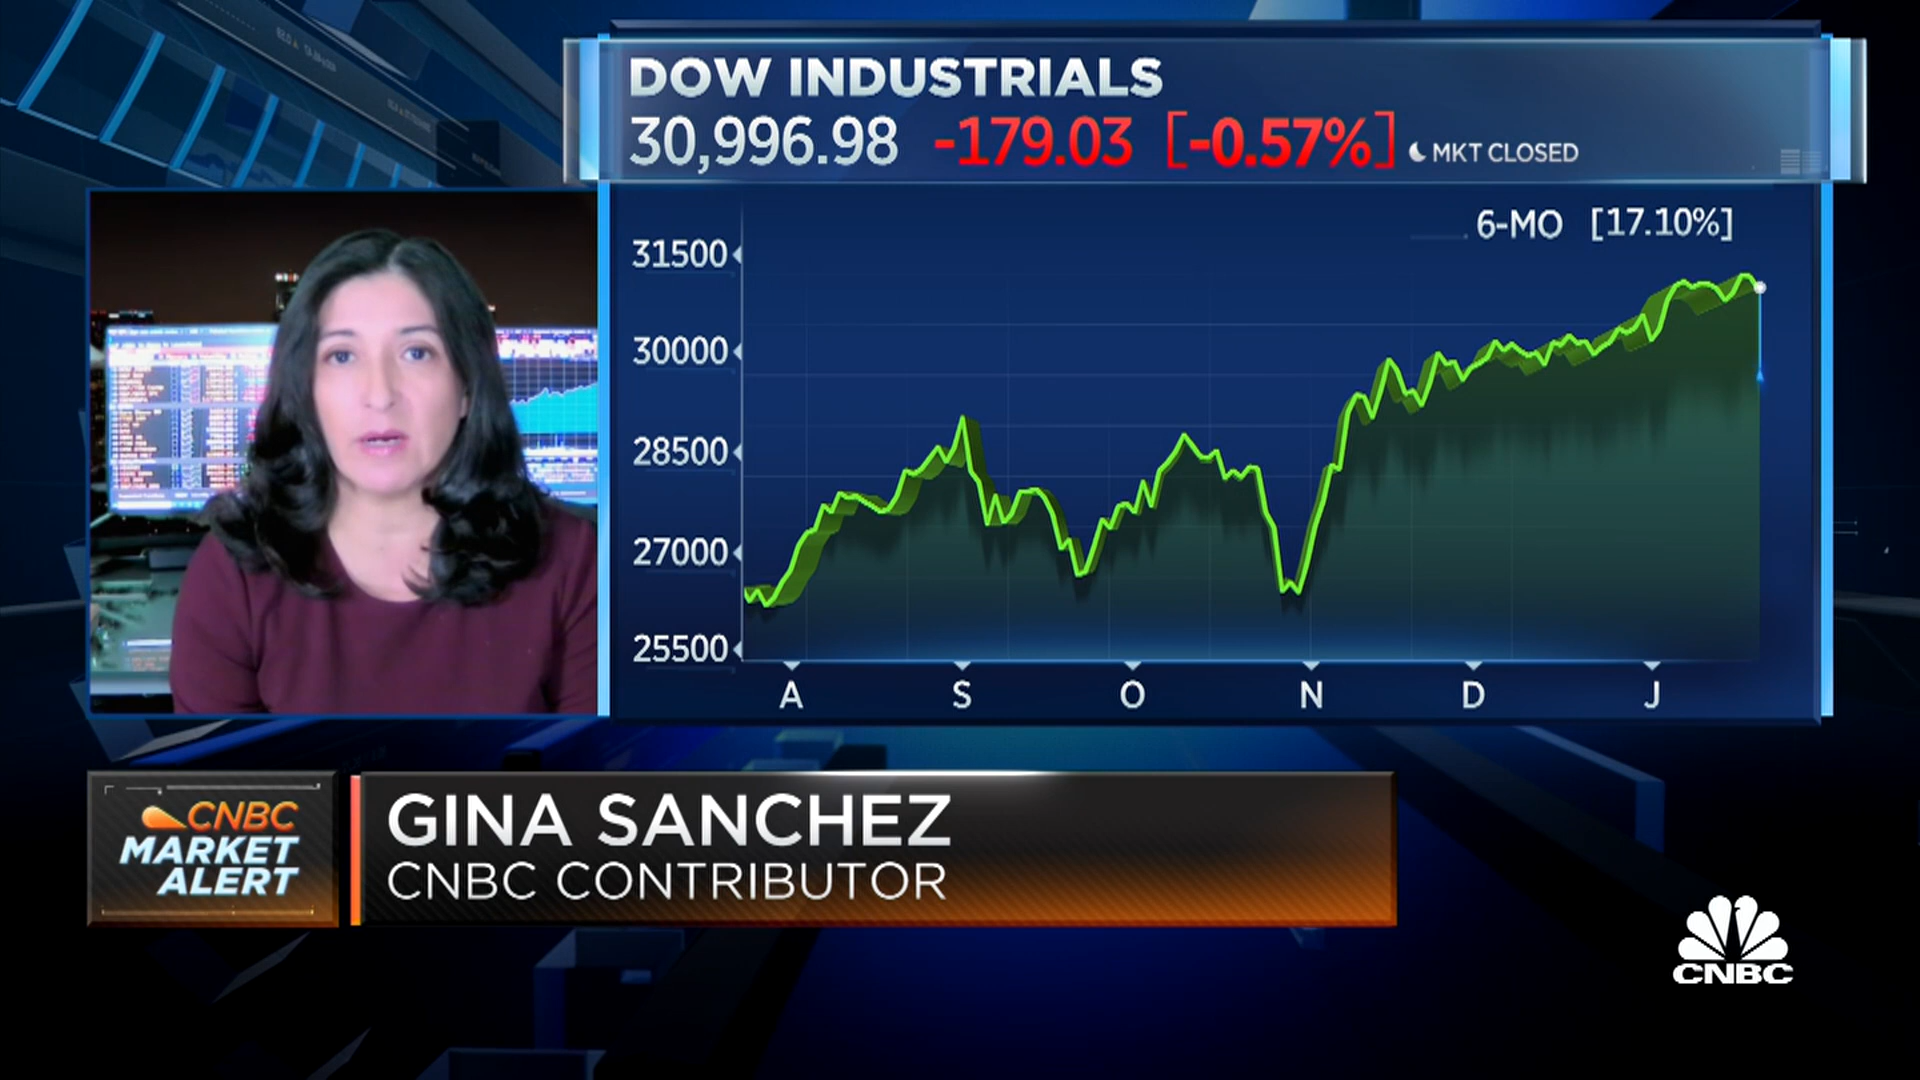 DOW INDUSTRIALS
30,996.98 -179.03 [-0.57%] MKT CLOSED
6-MO [17.10%]
31500
30000
28500
27000
25500
A S O N D J
CNBC
MARKET
ALERT
GINA SANCHEZ
CNBC CONTRIBUTOR
CNBC